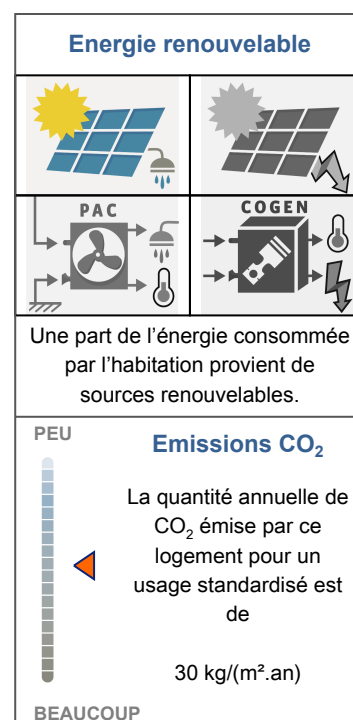 Energie renouvelable
PAC
COGEN
Une part de l'énergie consommée
par l'habitation provient de
sources renouvelables.
PEU
Emissions CO₂
La quantité annuelle de
CO₂ émise par ce
logement pour un
usage standardisé est
de
30 kg/(m².an)
BEAUCOUP